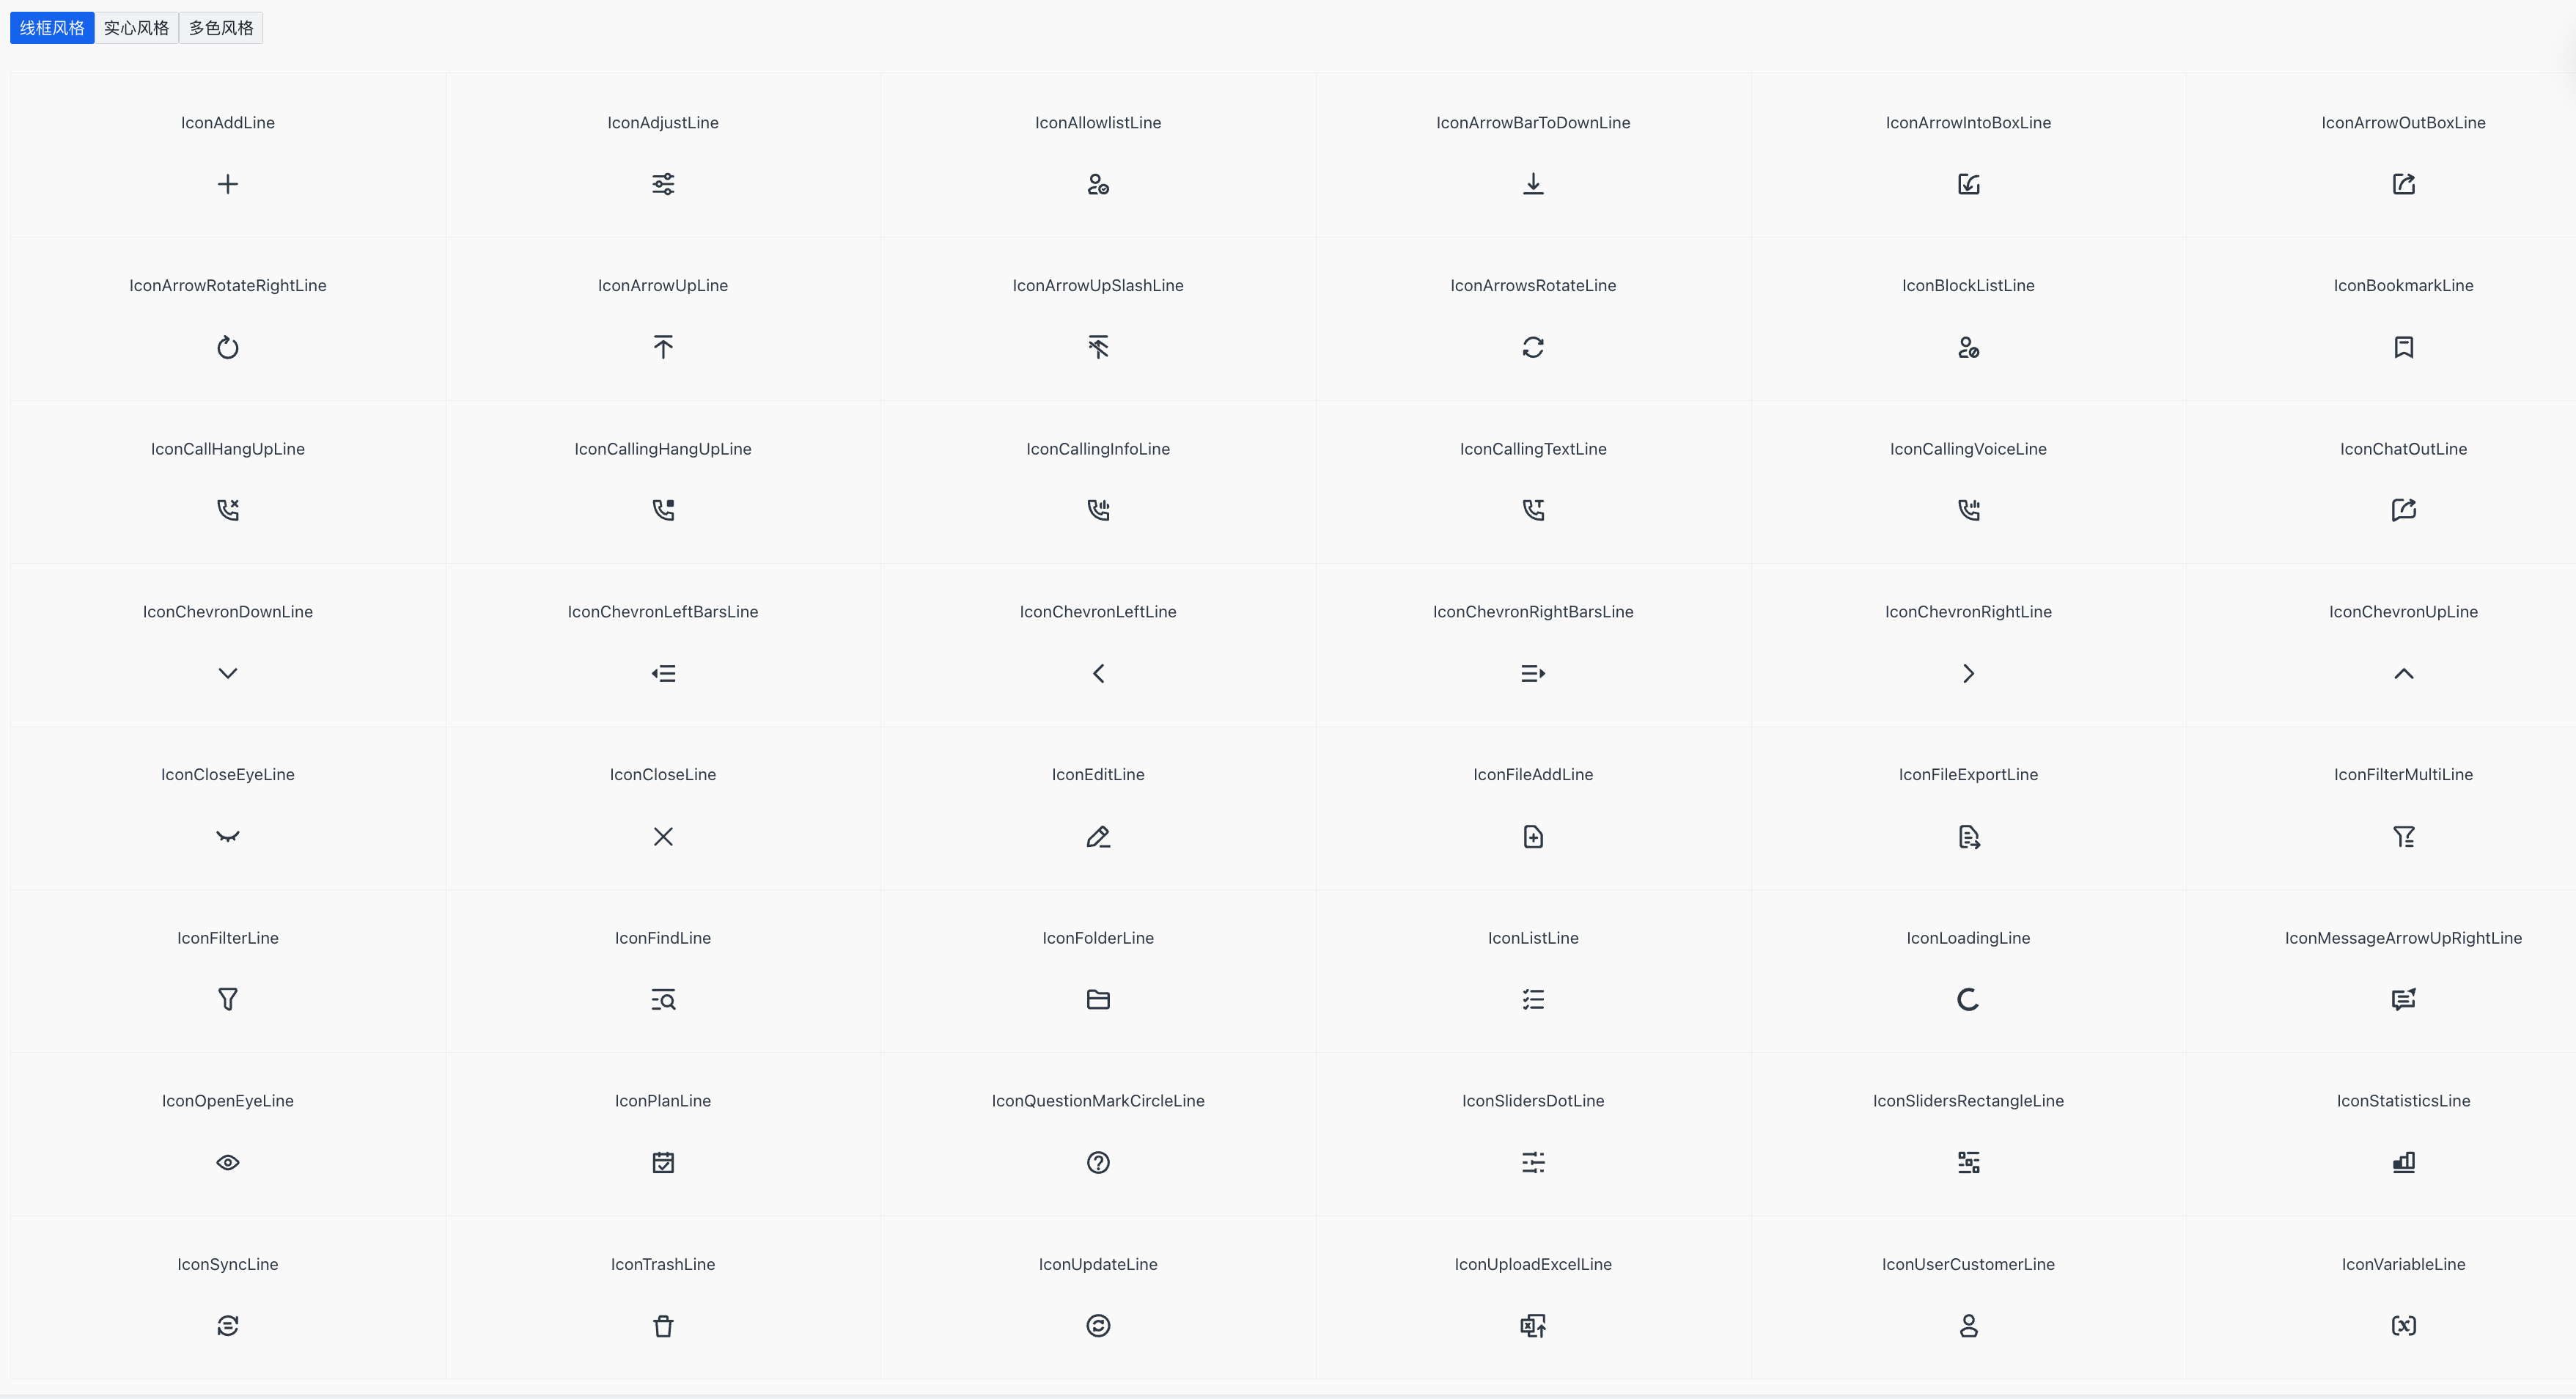 线框风格 实心风格 多色风格
IconAddLine IconAdjustLine IconAllowlistLine IconArrowBarToDownLine IconArrowIntoBoxLine IconArrowOutBoxLine
IconArrowRotateRightLine IconArrowUpLine IconArrowUpSlashLine IconArrowsRotateLine IconBlockListLine IconBookmarkLine
IconCallHangUpLine IconCallingHangUpLine IconCallingInfoLine IconCallingTextLine IconCallingVoiceLine IconChatOutLine
IconChevronDownLine IconChevronLeftBarsLine IconChevronLeftLine IconChevronRightBarsLine IconChevronRightLine IconChevronUpLine
IconCloseEyeLine IconCloseLine IconEditLine IconFileAddLine IconFileExportLine IconFilterMultiLine
IconFilterLine IconFindLine IconFolderLine IconListLine IconLoadingLine IconMessageArrowUpRightLine
IconOpenEyeLine IconPlanLine IconQuestionMarkCircleLine IconSlidersDotLine IconSlidersRectangleLine IconStatisticsLine
IconSyncLine IconTrashLine IconUpdateLine IconUploadExcelLine IconUserCustomerLine IconVariableLine